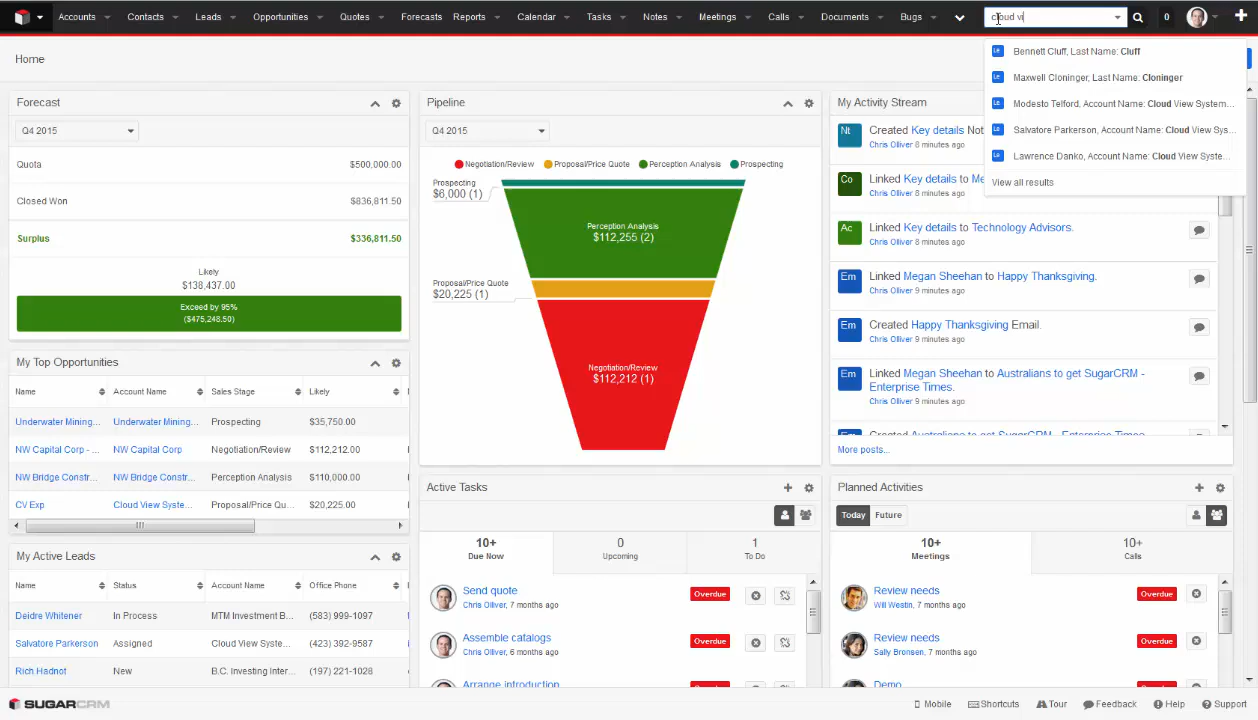 Accounts Contacts Leads Opportunities Quotes Forecasts Reports Calendar Tasks Notes Meetings Calls Documents Bugs cloud vi 0
Home
Bennett Cluff, Last Name: Cluff
Maxwell Cloninger, Last Name: Cloninger
Modesto Telford, Account Name: Cloud View System...
Salvatore Parkerson, Account Name: Cloud View Sys...
Lawrence Danko, Account Name: Cloud View Syste...
View all results
Forecast
Q4 2015
Quota $500,000.00
Closed Won $836,811.50
Surplus $336,811.50
Likely
$138,437.00
Exceed by 95%
($475,248.50)
My Top Opportunities
Name Account Name Sales Stage Likely
Underwater Mining... Underwater Mining... Prospecting $35,750.00
NW Capital Corp - ... NW Capital Corp Negotiation/Review $112,212.00
NW Bridge Constr... NW Bridge Constr... Perception Analysis $110,000.00
CV Exp Cloud View Syste... Proposal/Price Qu... $20,225.00
My Active Leads
Name Status Account Name Office Phone
Deidre Whitener In Process MTM Investment B... (583) 999-1097
Salvatore Parkerson Assigned Cloud View Syste... (423) 392-9587
Rich Hadnot New B.C. Investing Inter... (197) 221-1028
Pipeline
Q4 2015
Negotiation/Review Proposal/Price Quote Perception Analysis Prospecting
Prospecting
$6,000 (1)
Perception Analysis
$112,255 (2)
Proposal/Price Quote
$20,225 (1)
Negotiation/Review
$112,212 (1)
Active Tasks
10+ 0 1
Due Now Upcoming To Do
Send quote Overdue
Chris Olliver, 7 months ago
Assemble catalogs Overdue
Chris Olliver, 6 months ago
Arrange introduction
My Activity Stream
Nt Created Key details Not
Chris Olliver 8 minutes ago
Co Linked Key details to Me
Chris Olliver 8 minutes ago
Ac Linked Key details to Technology Advisors.
Chris Olliver 8 minutes ago
Em Linked Megan Sheehan to Happy Thanksgiving.
Chris Olliver 9 minutes ago
Em Created Happy Thanksgiving Email.
Chris Olliver 9 minutes ago
Em Linked Megan Sheehan to Australians to get SugarCRM -
Enterprise Times.
Chris Olliver 9 minutes ago
Em Created Australians to get SugarCRM - Enterprise Times
More posts...
Planned Activities
Today Future
10+ 10+
Meetings Calls
Review needs Overdue
Will Westin, 7 months ago
Review needs Overdue
Sally Bronsen, 7 months ago
Demo
SUGARCRM Mobile Shortcuts Tour Feedback Help Support